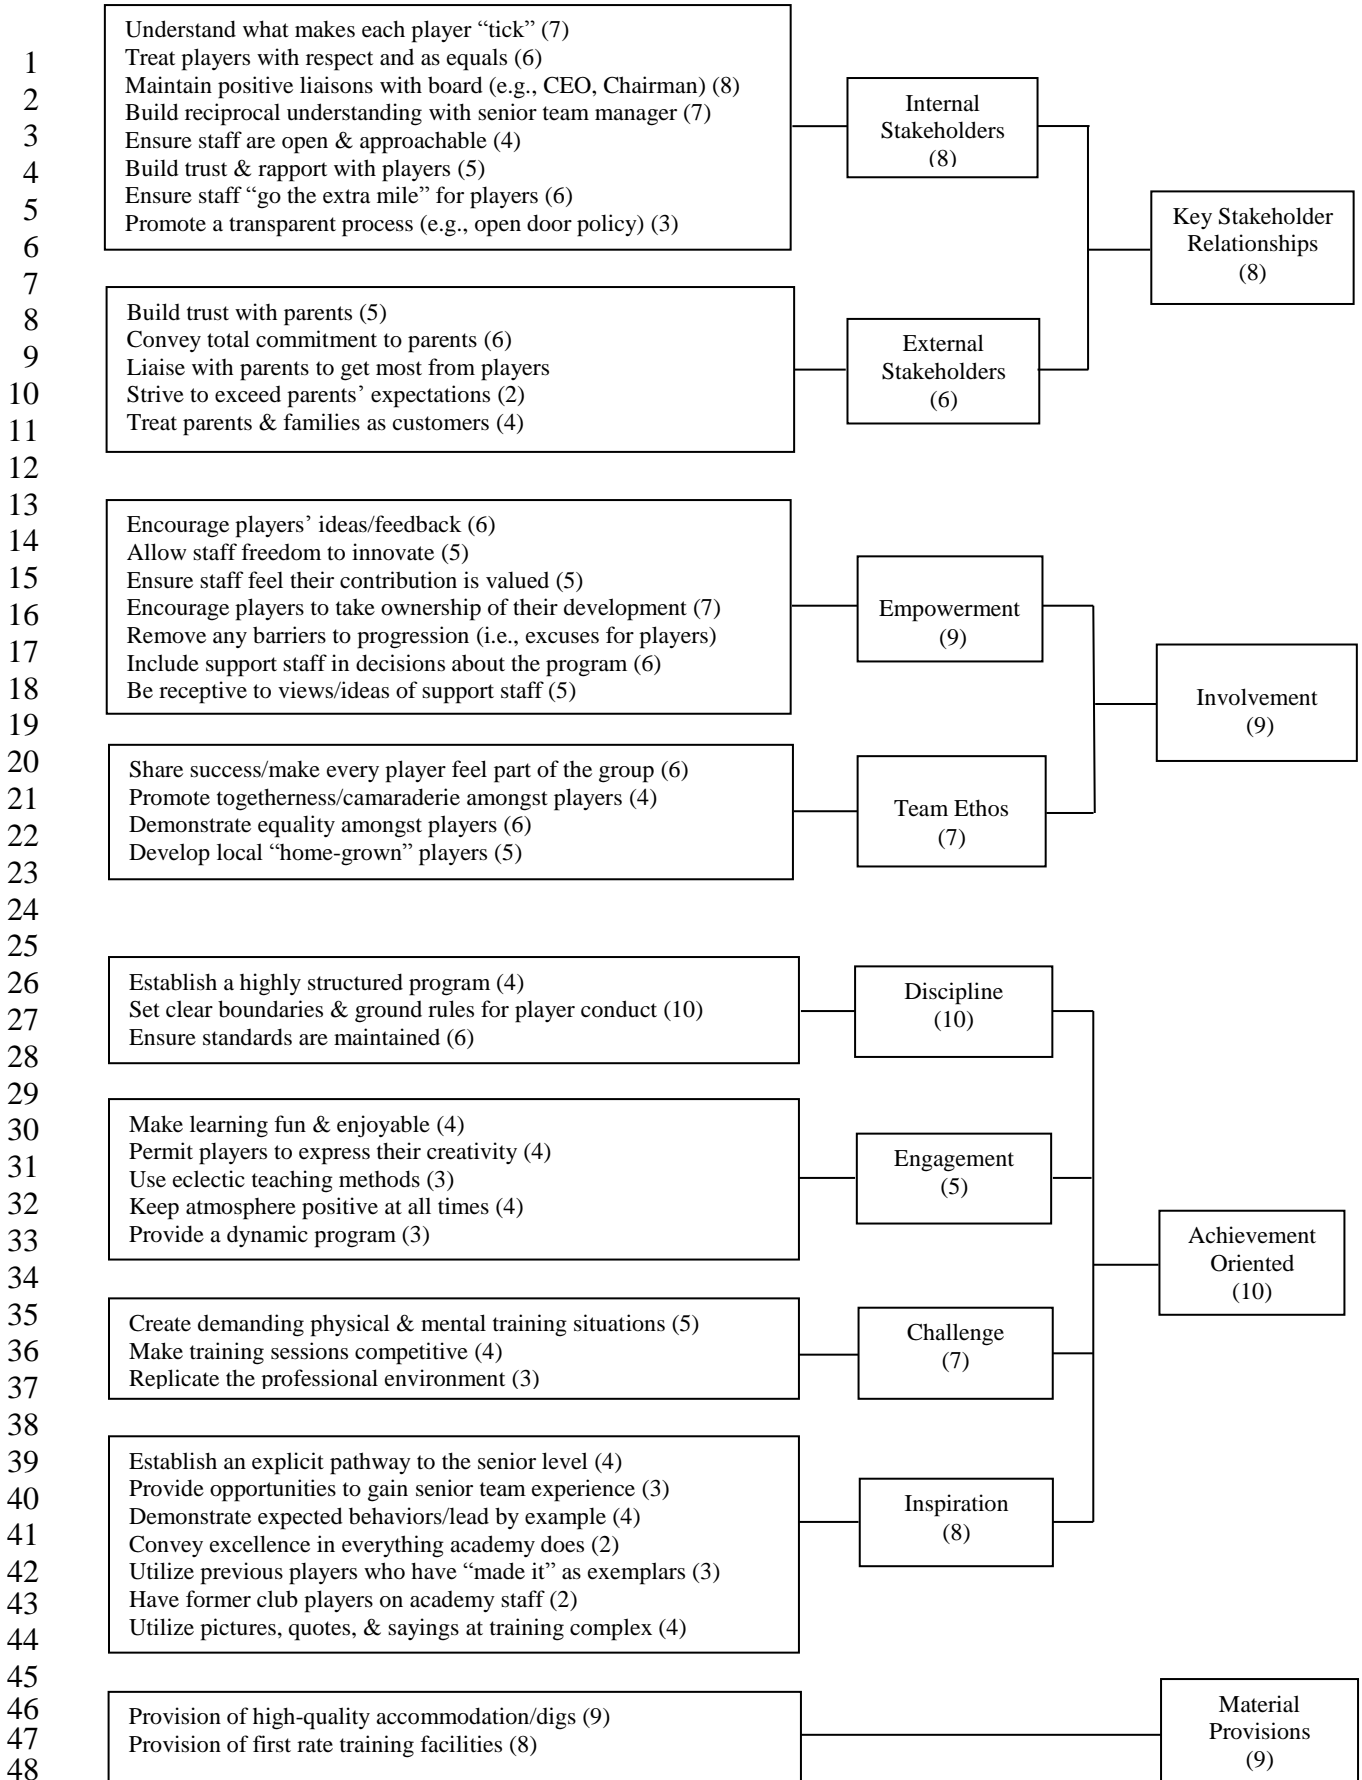 1
2
3
4
5
6
7
8
9
10
11
12
13
14
15
16
17
18
19
20
21
22
23
24
25
26
27
28
29
30
31
32
33
34
35
36
37
38
39
40
41
42
43
44
45
46
47
48
Understand what makes each player “tick” (7)
Treat players with respect and as equals (6)
Maintain positive liaisons with board (e.g., CEO, Chairman) (8)
Build reciprocal understanding with senior team manager (7)
Ensure staff are open & approachable (4)
Build trust & rapport with players (5)
Ensure staff “go the extra mile” for players (6)
Promote a transparent process (e.g., open door policy) (3)
Internal
Stakeholders
(8)
Key Stakeholder
Relationships
(8)
Build trust with parents (5)
Convey total commitment to parents (6)
Liaise with parents to get most from players
Strive to exceed parents’ expectations (2)
Treat parents & families as customers (4)
External
Stakeholders
(6)
Encourage players’ ideas/feedback (6)
Allow staff freedom to innovate (5)
Ensure staff feel their contribution is valued (5)
Encourage players to take ownership of their development (7)
Remove any barriers to progression (i.e., excuses for players)
Include support staff in decisions about the program (6)
Be receptive to views/ideas of support staff (5)
Empowerment
(9)
Involvement
(9)
Share success/make every player feel part of the group (6)
Promote togetherness/camaraderie amongst players (4)
Demonstrate equality amongst players (6)
Develop local “home-grown” players (5)
Team Ethos
(7)
Establish a highly structured program (4)
Set clear boundaries & ground rules for player conduct (10)
Ensure standards are maintained (6)
Discipline
(10)
Make learning fun & enjoyable (4)
Permit players to express their creativity (4)
Use eclectic teaching methods (3)
Keep atmosphere positive at all times (4)
Provide a dynamic program (3)
Engagement
(5)
Achievement
Oriented
(10)
Create demanding physical & mental training situations (5)
Make training sessions competitive (4)
Replicate the professional environment (3)
Challenge
(7)
Establish an explicit pathway to the senior level (4)
Provide opportunities to gain senior team experience (3)
Demonstrate expected behaviors/lead by example (4)
Convey excellence in everything academy does (2)
Utilize previous players who have “made it” as exemplars (3)
Have former club players on academy staff (2)
Utilize pictures, quotes, & sayings at training complex (4)
Inspiration
(8)
Provision of high-quality accommodation/digs (9)
Provision of first rate training facilities (8)
Material
Provisions
(9)